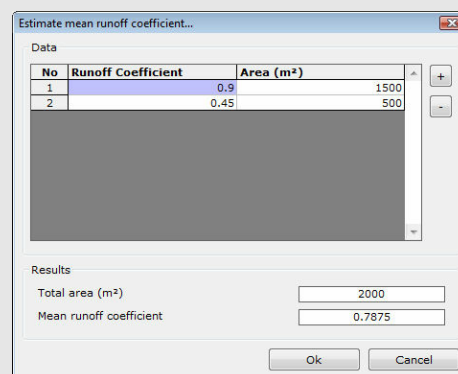 Estimate mean runoff coefficient...
Data
No Runoff Coefficient Area (m²)
1 0.9 1500
2 0.45 500
+
-
Results
Total area (m²) 2000
Mean runoff coefficient 0.7875
Ok Cancel